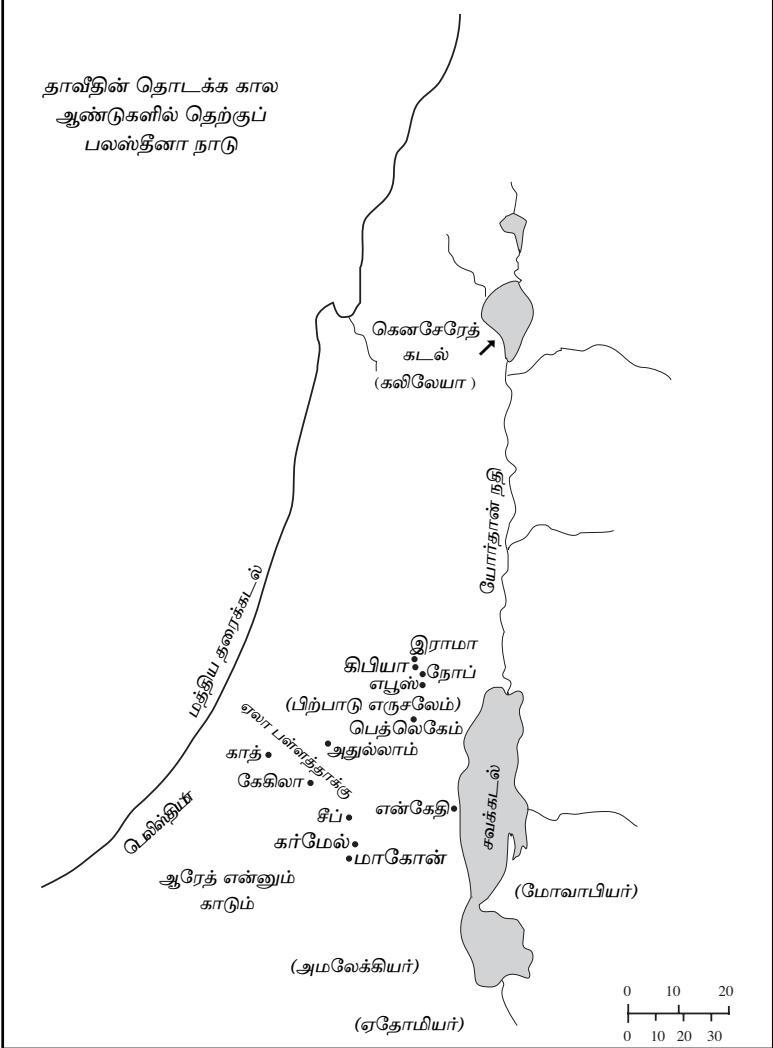 தாவீதின் தொடக்க கால
ஆண்டுகளில் தெற்குப்
பலஸ்தீனா நாடு
கெனசேரேத்
கடல்
(கலிலேயா )
யோர்தான் நதி
மத்திய தரைக்கடல்
இராமா
கிபியா
நோப்
எபூஸ்
(பிற்பாடு எருசலேம்)
பெத்லெகேம்
ஏலா பள்ளத்தாக்கு
அதுல்லாம்
காத்
கேகிலா
சவக்கடல்
பெலிஸ்தியர்
சீப்
என்கேதி
கர்மேல்
மாகோன்
ஆரேத் என்னும்
காடும்
(மோவாபியர்)
(அமலேக்கியர்)
(ஏதோமியர்)
0 10 20
0 10 20 30